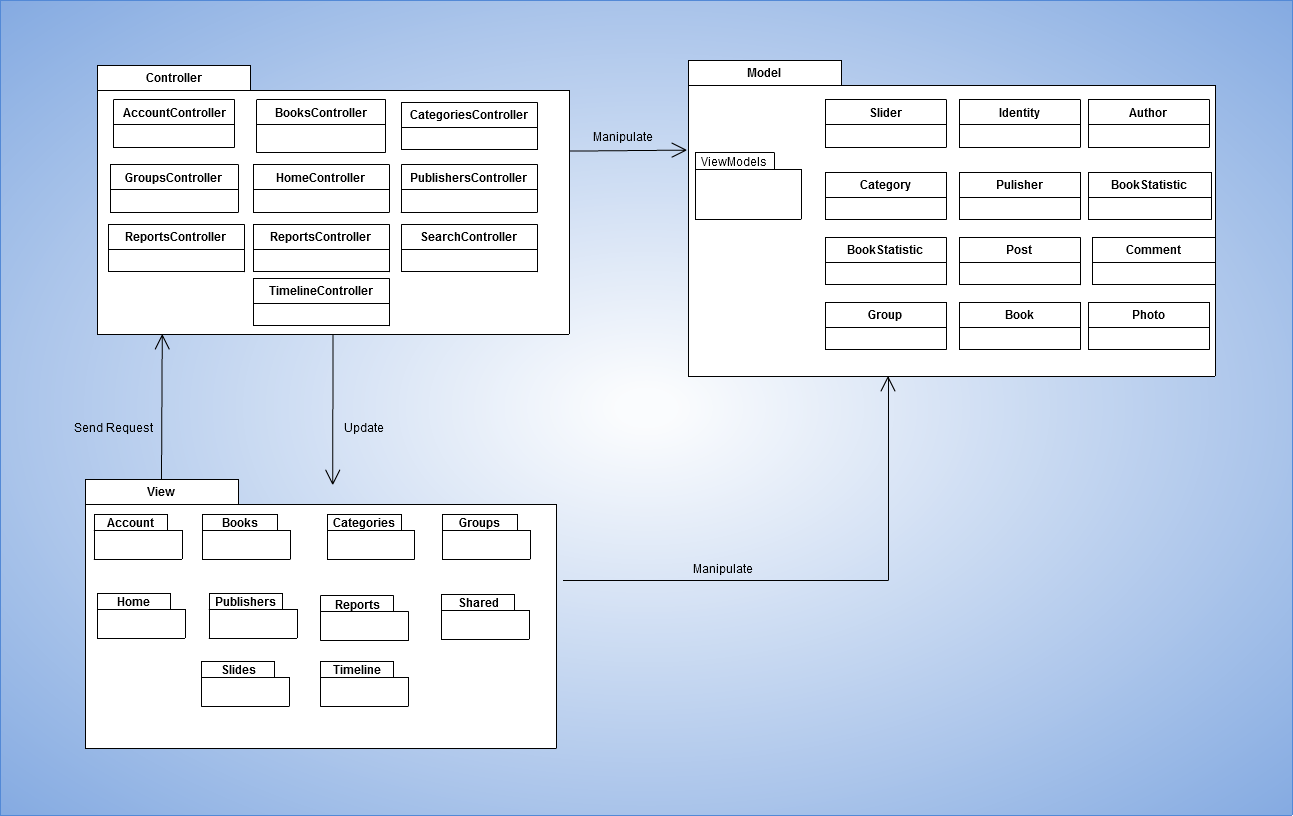 Controller
AccountController
BooksController
CategoriesController
GroupsController
HomeController
PublishersController
ReportsController
ReportsController
SearchController
TimelineController
Manipulate
Model
ViewModels
Slider
Identity
Author
Category
Pulisher
BookStatistic
BookStatistic
Post
Comment
Group
Book
Photo
Send Request
Update
View
Account
Books
Categories
Groups
Home
Publishers
Reports
Shared
Slides
Timeline
Manipulate